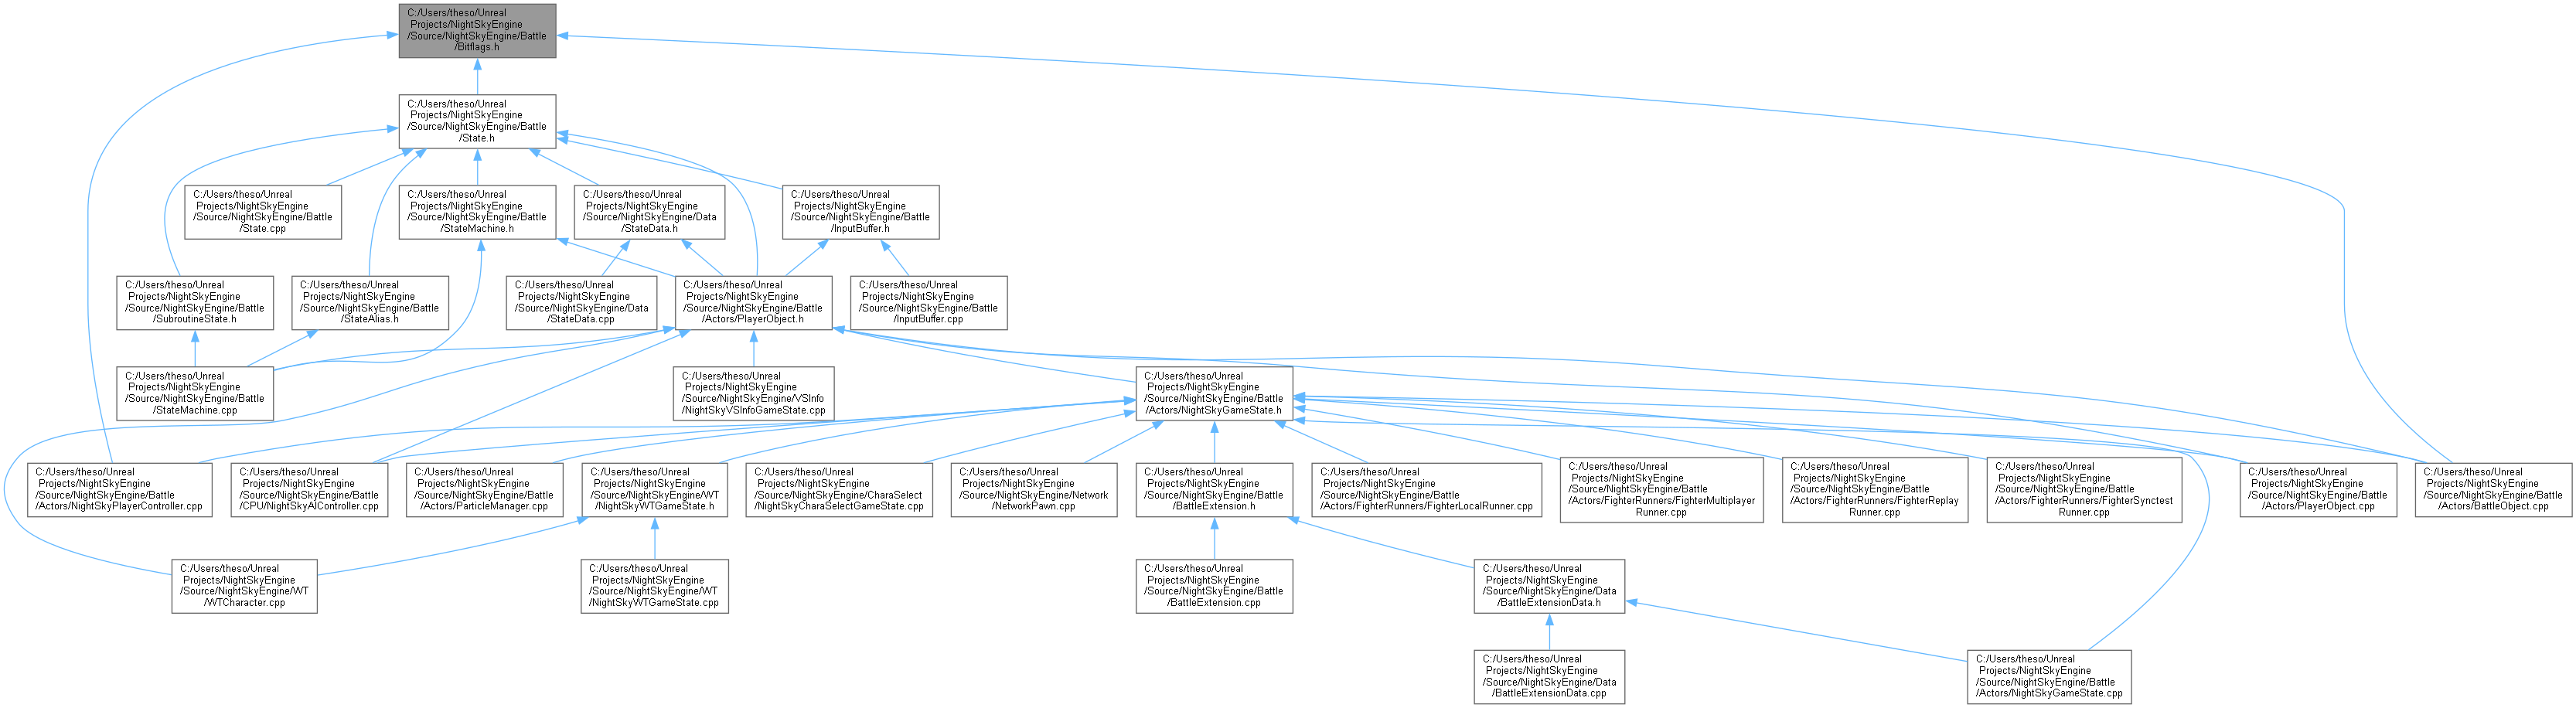 C:/Users/theso/Unreal
Projects/NightSkyEngine
/Source/NightSkyEngine/Battle
/Bitflags.h
C:/Users/theso/Unreal
Projects/NightSkyEngine
/Source/NightSkyEngine/Battle
/State.h
C:/Users/theso/Unreal
Projects/NightSkyEngine
/Source/NightSkyEngine/Battle
/State.cpp
C:/Users/theso/Unreal
Projects/NightSkyEngine
/Source/NightSkyEngine/Battle
/StateMachine.h
C:/Users/theso/Unreal
Projects/NightSkyEngine
/Source/NightSkyEngine/Data
/StateData.h
C:/Users/theso/Unreal
Projects/NightSkyEngine
/Source/NightSkyEngine/Battle
/InputBuffer.h
C:/Users/theso/Unreal
Projects/NightSkyEngine
/Source/NightSkyEngine/Battle
/SubroutineState.h
C:/Users/theso/Unreal
Projects/NightSkyEngine
/Source/NightSkyEngine/Battle
/StateAlias.h
C:/Users/theso/Unreal
Projects/NightSkyEngine
/Source/NightSkyEngine/Data
/StateData.cpp
C:/Users/theso/Unreal
Projects/NightSkyEngine
/Source/NightSkyEngine/Battle
/Actors/PlayerObject.h
C:/Users/theso/Unreal
Projects/NightSkyEngine
/Source/NightSkyEngine/Battle
/InputBuffer.cpp
C:/Users/theso/Unreal
Projects/NightSkyEngine
/Source/NightSkyEngine/Battle
/StateMachine.cpp
C:/Users/theso/Unreal
Projects/NightSkyEngine
/Source/NightSkyEngine/VSInfo
/NightSkyVSInfoGameState.cpp
C:/Users/theso/Unreal
Projects/NightSkyEngine
/Source/NightSkyEngine/Battle
/Actors/NightSkyGameState.h
C:/Users/theso/Unreal
Projects/NightSkyEngine
/Source/NightSkyEngine/Battle
/Actors/NightSkyPlayerController.cpp
C:/Users/theso/Unreal
Projects/NightSkyEngine
/Source/NightSkyEngine/Battle
/CPU/NightSkyAIController.cpp
C:/Users/theso/Unreal
Projects/NightSkyEngine
/Source/NightSkyEngine/Battle
/Actors/ParticleManager.cpp
C:/Users/theso/Unreal
Projects/NightSkyEngine
/Source/NightSkyEngine/WT
/NightSkyWTGameState.h
C:/Users/theso/Unreal
Projects/NightSkyEngine
/Source/NightSkyEngine/CharaSelect
/NightSkyCharaSelectGameState.cpp
C:/Users/theso/Unreal
Projects/NightSkyEngine
/Source/NightSkyEngine/Network
/NetworkPawn.cpp
C:/Users/theso/Unreal
Projects/NightSkyEngine
/Source/NightSkyEngine/Battle
/BattleExtension.h
C:/Users/theso/Unreal
Projects/NightSkyEngine
/Source/NightSkyEngine/Battle
/Actors/FighterRunners/FighterLocalRunner.cpp
C:/Users/theso/Unreal
Projects/NightSkyEngine
/Source/NightSkyEngine/Battle
/Actors/FighterRunners/FighterMultiplayer
Runner.cpp
C:/Users/theso/Unreal
Projects/NightSkyEngine
/Source/NightSkyEngine/Battle
/Actors/FighterRunners/FighterReplay
Runner.cpp
C:/Users/theso/Unreal
Projects/NightSkyEngine
/Source/NightSkyEngine/Battle
/Actors/FighterRunners/FighterSynctest
Runner.cpp
C:/Users/theso/Unreal
Projects/NightSkyEngine
/Source/NightSkyEngine/Battle
/Actors/PlayerObject.cpp
C:/Users/theso/Unreal
Projects/NightSkyEngine
/Source/NightSkyEngine/Battle
/Actors/BattleObject.cpp
C:/Users/theso/Unreal
Projects/NightSkyEngine
/Source/NightSkyEngine/WT
/WTCharacter.cpp
C:/Users/theso/Unreal
Projects/NightSkyEngine
/Source/NightSkyEngine/WT
/NightSkyWTGameState.cpp
C:/Users/theso/Unreal
Projects/NightSkyEngine
/Source/NightSkyEngine/Battle
/BattleExtension.cpp
C:/Users/theso/Unreal
Projects/NightSkyEngine
/Source/NightSkyEngine/Data
/BattleExtensionData.h
C:/Users/theso/Unreal
Projects/NightSkyEngine
/Source/NightSkyEngine/Data
/BattleExtensionData.cpp
C:/Users/theso/Unreal
Projects/NightSkyEngine
/Source/NightSkyEngine/Battle
/Actors/NightSkyGameState.cpp